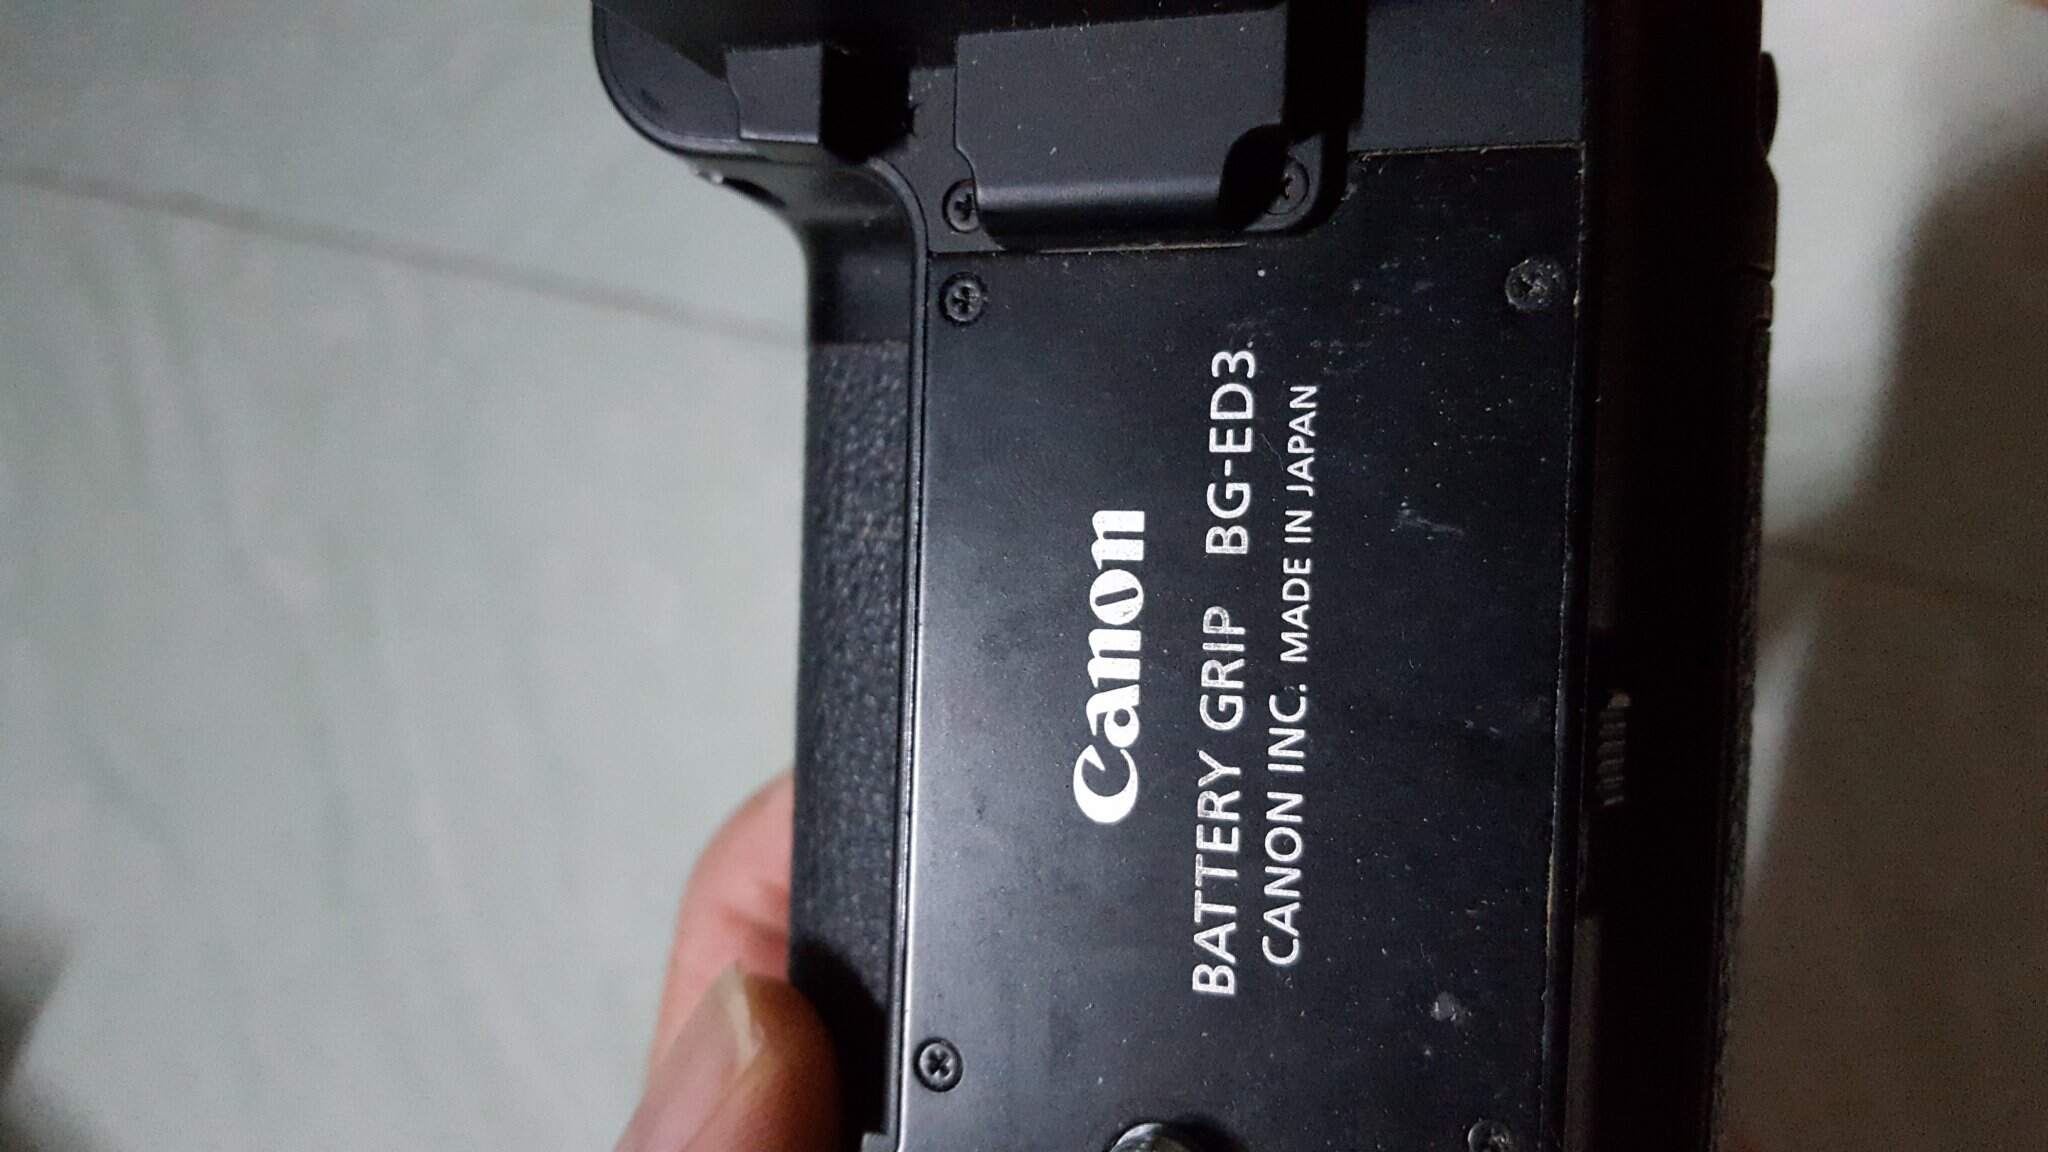 Canon
BATTERY GRIP BG-ED3
CANON INC. MADE IN JAPAN